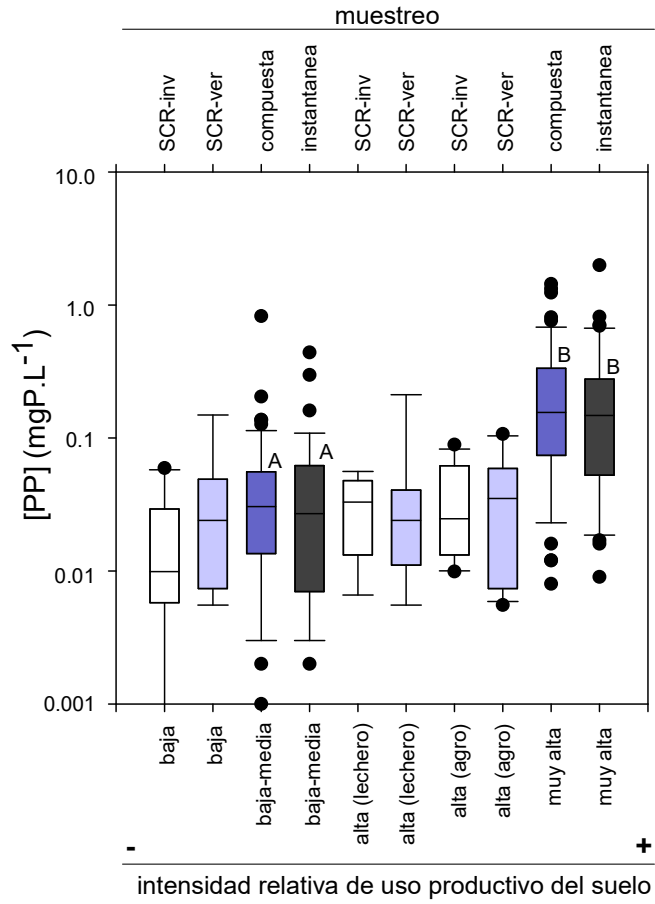 muestreo
SCR-inv
SCR-ver
compuesta
instantanea
SCR-inv
SCR-ver
SCR-inv
SCR-ver
compuesta
instantanea
[PP] (mgP.L-1)
10.0
1.0
0.1
0.01
0.001
A
A
B
B
baja
baja
baja-media
baja-media
alta (lechero)
alta (lechero)
alta (agro)
alta (agro)
muy alta
muy alta
- +
intensidad relativa de uso productivo del suelo